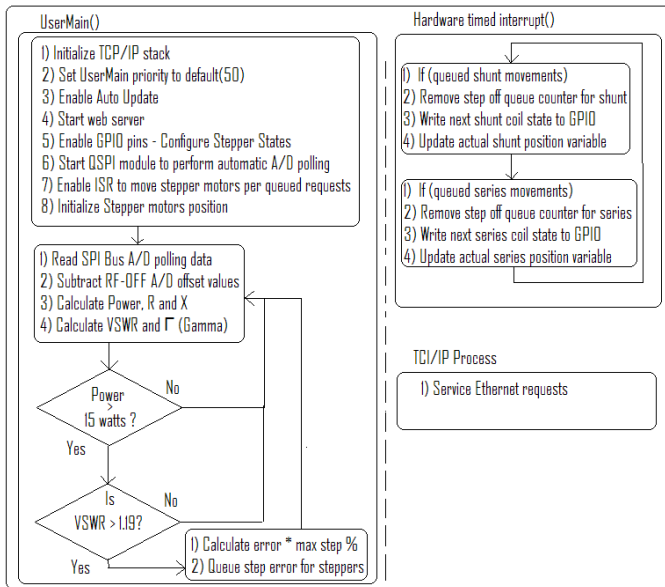 UserMain()
1) Initialize TCP/IP stack
2) Set UserMain priority to default(50)
3) Enable Auto Update
4) Start web server
5) Enable GPIO pins - Configure Stepper States
6) Start QSPI module to perform automatic A/D polling
7) Enable ISR to move stepper motors per queued requests
8) Initialize Stepper motors position
1) Read SPI Bus A/D polling data
2) Subtract RF-OFF A/D offset values
3) Calculate Power, R and X
4) Calculate VSWR and Γ (Gamma)
Power
>
15 watts ?
No
Yes
Is
VSWR > 1.19?
No
Yes
1) Calculate error * max step %
2) Queue step error for steppers
Hardware timed interrupt()
1) If (queued shunt movements)
2) Remove step off queue counter for shunt
3) Write next shunt coil state to GPIO
4) Update actual shunt position variable
1) If (queued series movements)
2) Remove step off queue counter for series
3) Write next series coil state to GPIO
4) Update actual series position variable
TCI/IP Process
1) Service Ethernet requests